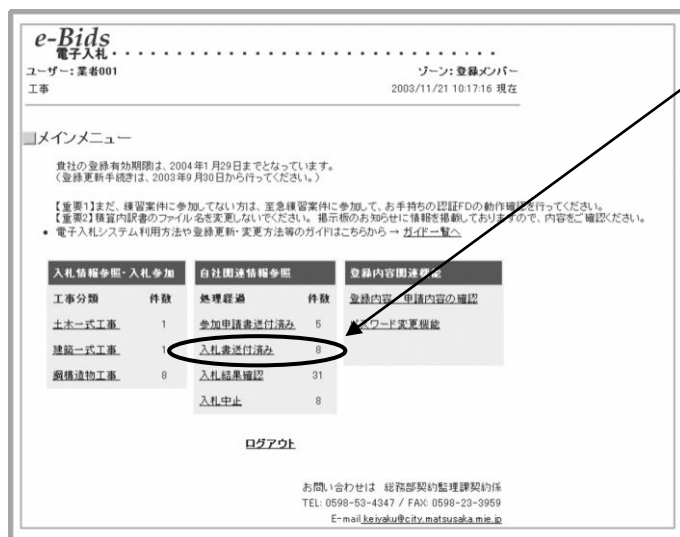 e-Bids
電子入札
ユーザー：業者001 ゾーン：登録メンバー
工事 2003/11/21 10:17:16 現在
メインメニュー
貴社の登録有効期限は、2004年1月29日までとなっています。
（登録更新手続きは、2003年9月30日から行ってください。）
【重要1】まだ、練習案件に参加してない方は、至急練習案件に参加して、お手持ちの認証FDの動作確認を行ってください。
【重要2】積算内訳書のファイル名を変更しないでください。掲示板のお知らせに情報を掲載しておりますので、内容をご確認ください。
• 電子入札システム利用方法や登録更新・変更方法等のガイドはこちらから → ガイド一覧へ
入札情報参照・入札参加 自社関連情報参照 登録内容関連機能
工事分類 件数 処理経過 件数 登録内容・申請内容の確認
土木一式工事 1 参加申請書送付済み 5 パスワード変更機能
建築一式工事 1 入札書送付済み 8
鋼構造物工事 8 入札結果確認 31
入札中止 8
ログアウト
お問い合わせは 総務部契約監理課契約係
TEL: 0598-53-4347 / FAX: 0598-23-3959
E-mail keiyaku@city.matsusaka.mie.jp